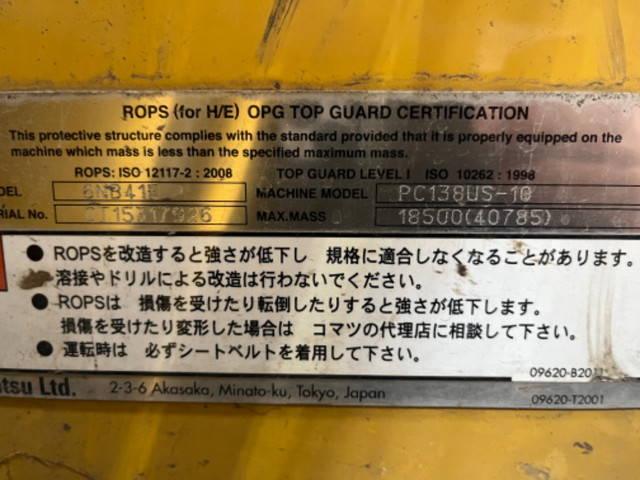 ROPS (for H/E) OPG TOP GUARD CERTIFICATION
This protective structure complies with the standard provided that it is properly equipped on the
machine which mass is less than the specified maximum mass.
ROPS: ISO 12117-2 : 2008 TOP GUARD LEVEL I ISO 10262 : 1998
MACHINE MODEL PC138US-10
No. MAX.MASS 18500(40785)
● ROPSを改造すると強さが低下し 規格に適合しなくなることがあります。
溶接やドリルによる改造は行わないでください。
● ROPSは 損傷を受けたり転倒したりすると強さが低下します。
損傷を受けたり変形した場合は コマツの代理店に相談して下さい。
● 運転時は 必ずシートベルトを着用して下さい。
Ltd. 2-3-6 Akasaka, Minato-ku, Tokyo, Japan
09620-T2001